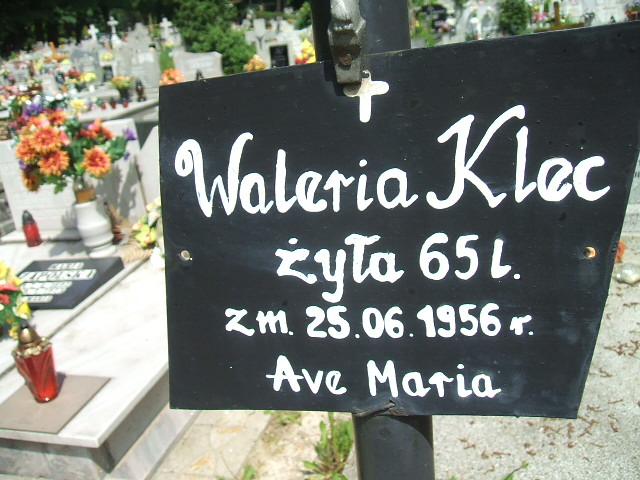 Waleria Klec
żyła 65 l.
zm. 25.06.1956 r.
Ave Maria